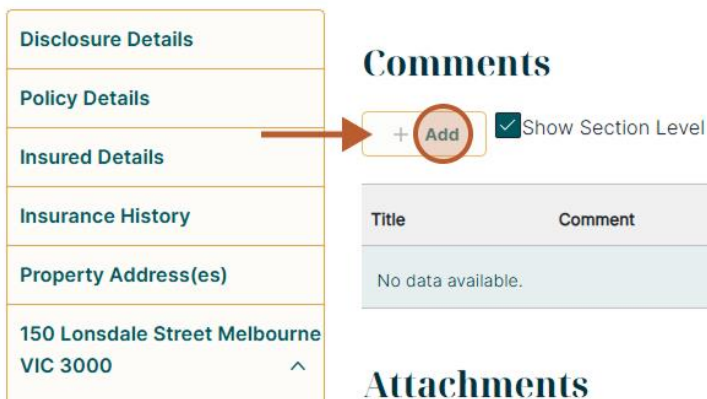 Disclosure Details
Policy Details
Insured Details
Insurance History
Property Address(es)
150 Lonsdale Street Melbourne
VIC 3000
Comments
+ Add
Show Section Level
Title Comment
No data available.
Attachments